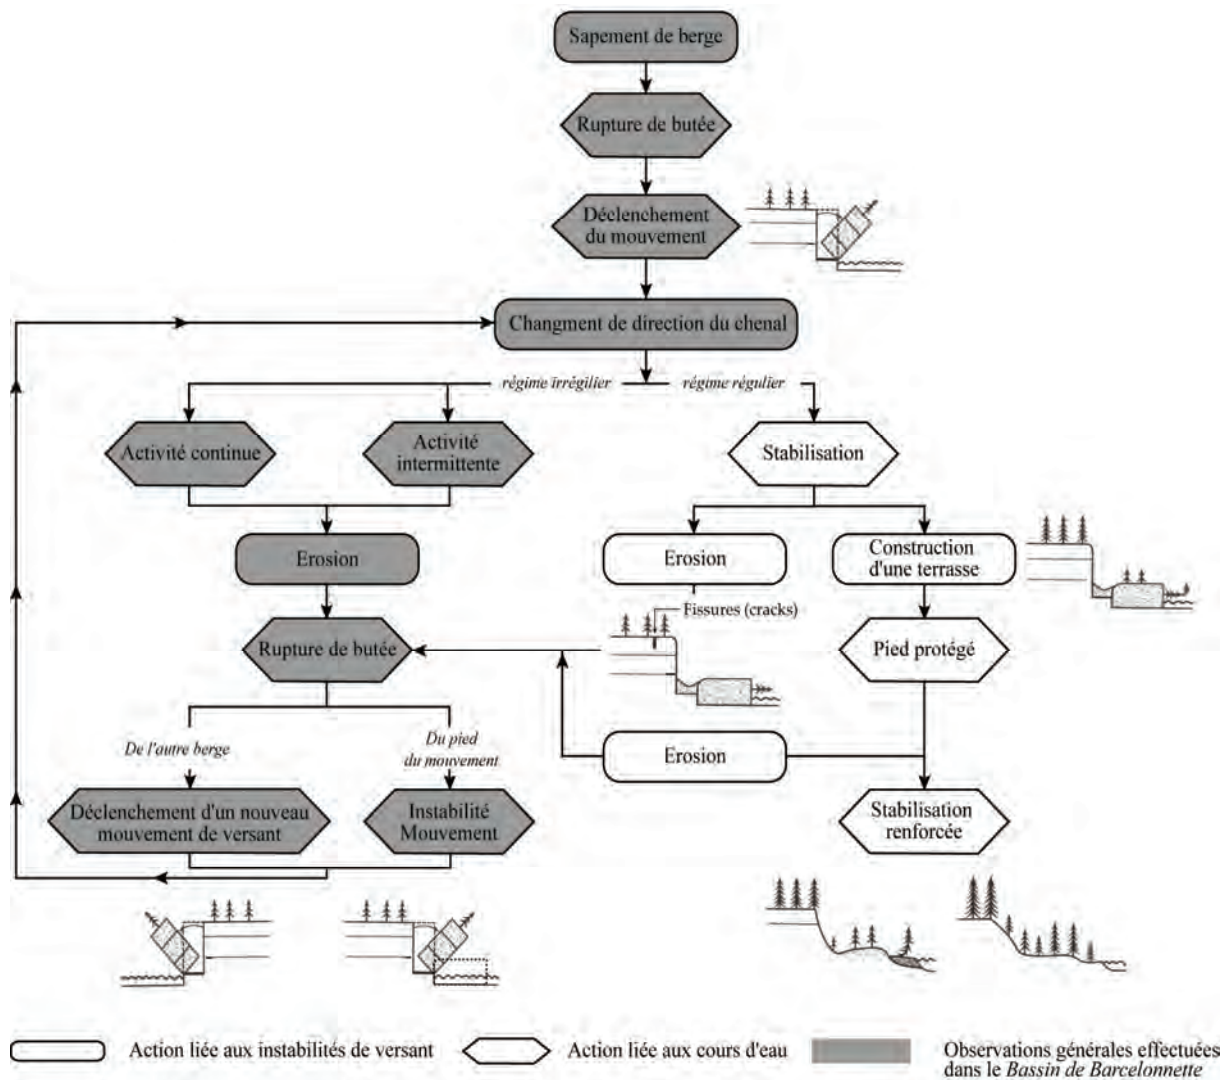 Sapement de berge
Rupture de butée
Déclenchement
du mouvement
Changment de direction du chenal
régime irrégilier
régime régulier
Activité continue
Activité
intermittente
Stabilisation
Erosion
Erosion
Construction
d'une terrasse
Fissures (cracks)
Rupture de butée
Pied protégé
De l'autre berge
Du pied
du mouvement
Erosion
Déclenchement d'un nouveau
mouvement de versant
Instabilité
Mouvement
Stabilisation
renforcée
Action liée aux instabilités de versant
Action liée aux cours d'eau
Observations générales effectuées
dans le Bassin de Barcelonnette